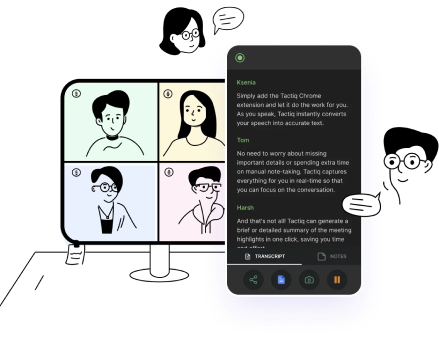 Ksenia
Simply add the Tactiq Chrome
extension and let it do the work for you.
As you speak, Tactiq instantly converts
your speech into accurate text.
Tom
No need to worry about missing
important details or spending extra time
on manual note-taking. Tactiq captures
everything for you in real-time so that
you can focus on the conversation.
Harsh
And that's not all! Tactiq can generate a
brief or detailed summary of the meeting
highlights in one click, saving you time
and effort.
TRANSCRIPT
NOTES